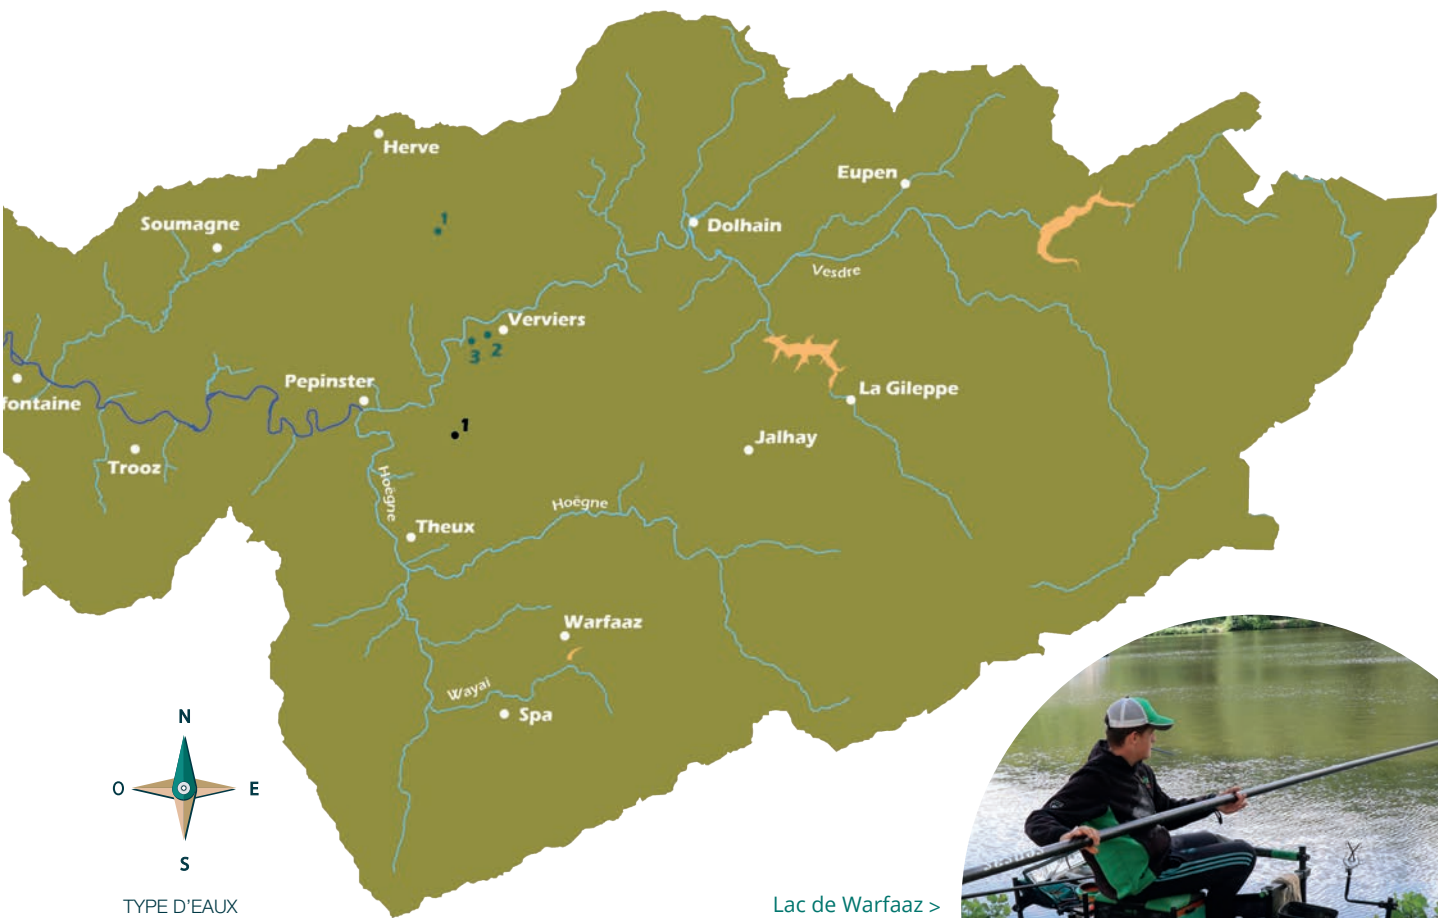 Herve
Soumagne
1
Eupen
Dolhain
Vesdre
Verviers
3
2
Pepinster
fontaine
La Gileppe
1
Jalhay
Trooz
Hoëgne
Hoëgne
Theux
Warfaaz
Wayai
Spa
N
O
E
S
TYPE D'EAUX
Lac de Warfaaz >